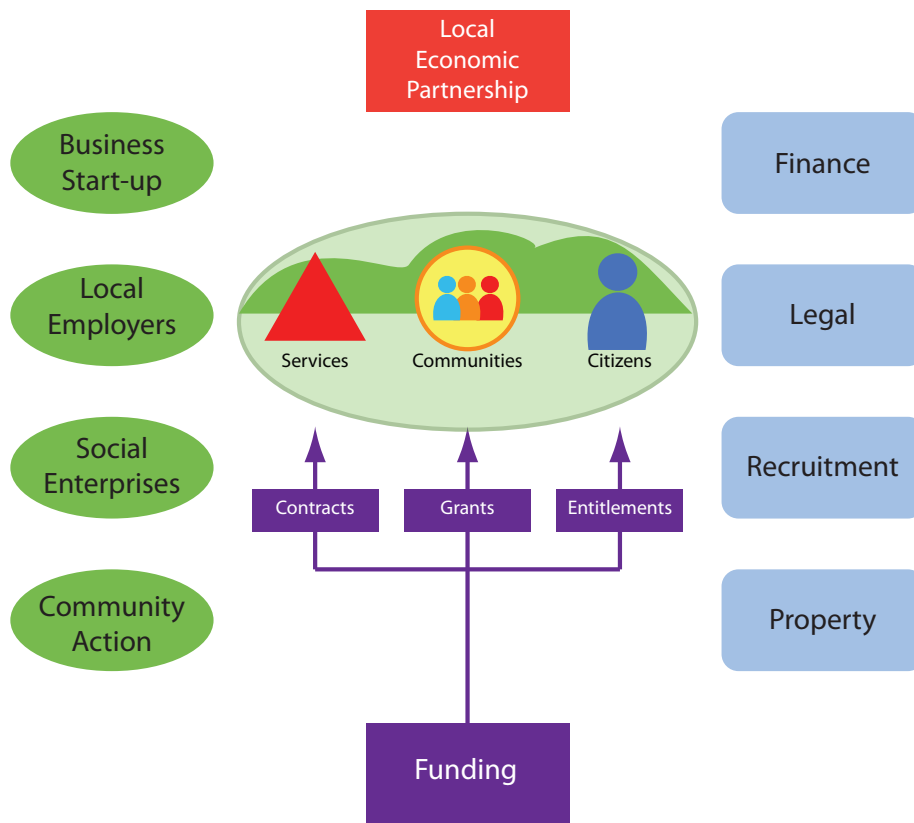 Local
Economic
Partnership
Business
Start-up
Finance
Local
Employers
Legal
Services
Communities
Citizens
Social
Enterprises
Recruitment
Contracts
Grants
Entitlements
Community
Action
Property
Funding